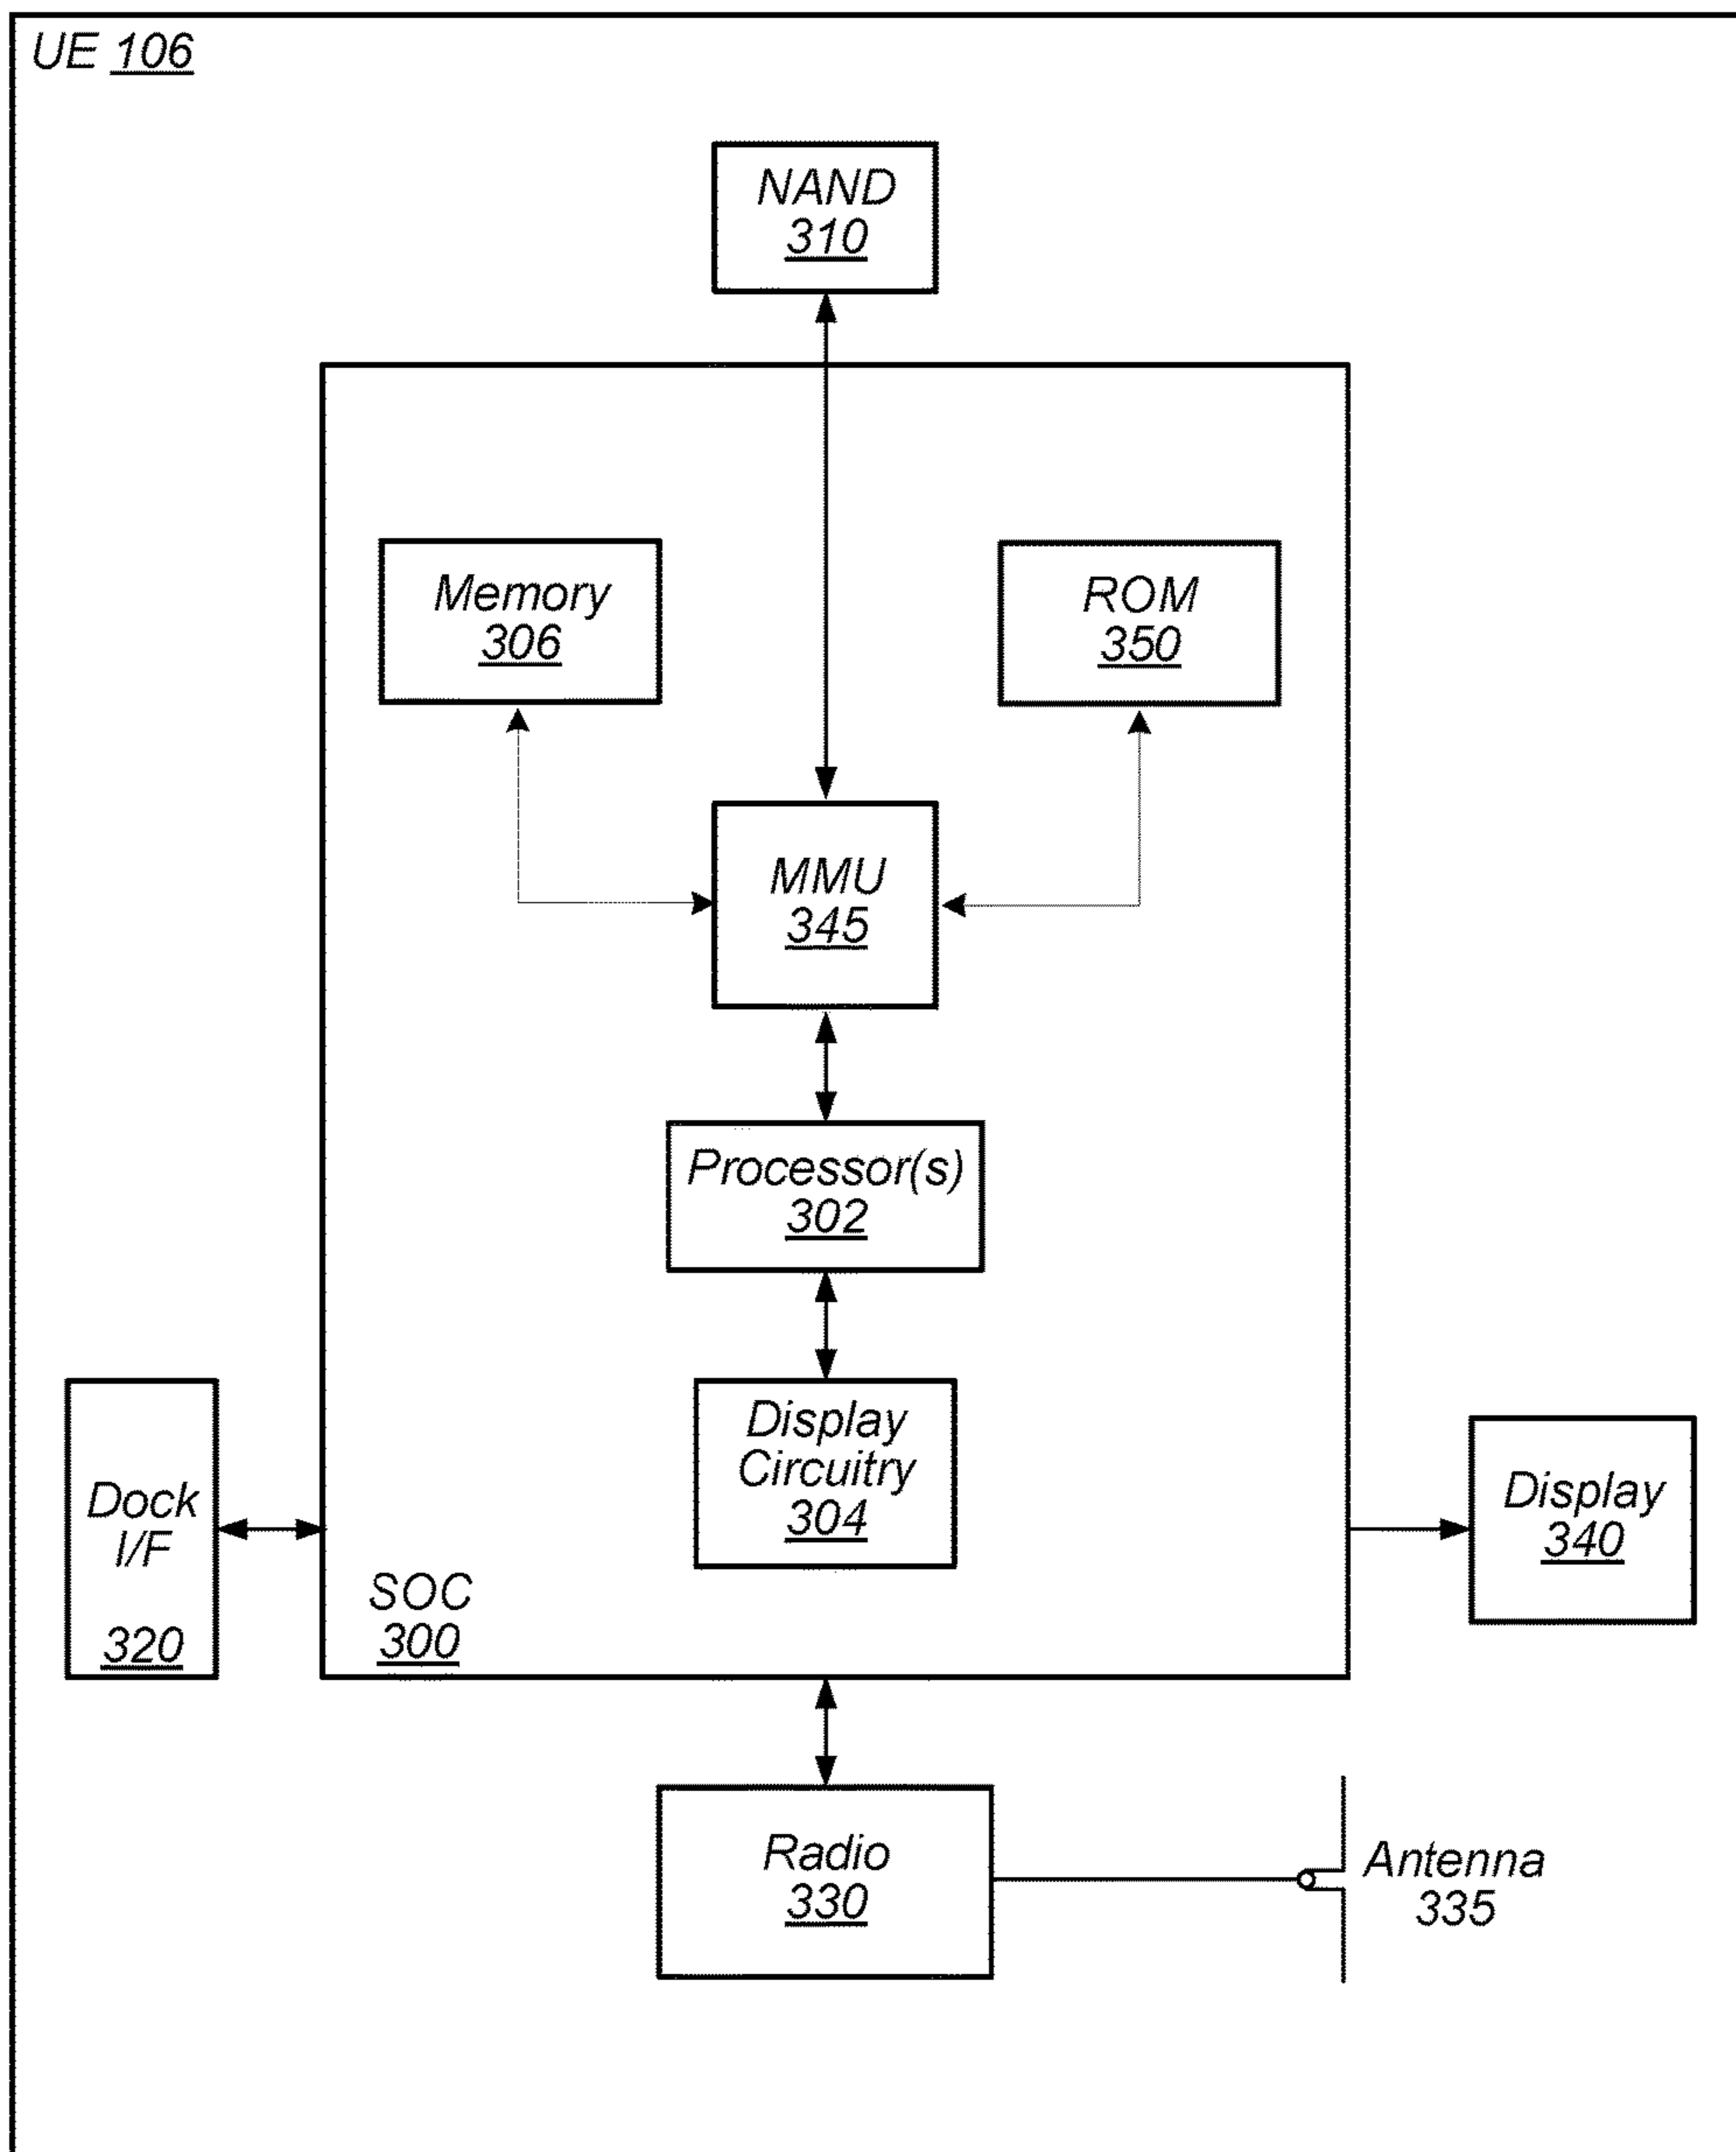 UE 106
NAND
310
Memory
306
ROM
350
MMU
345
Processor(s)
302
Display
Circuitry
304
Dock
I/F
320
SOC
300
Display
340
Radio
330
Antenna
335